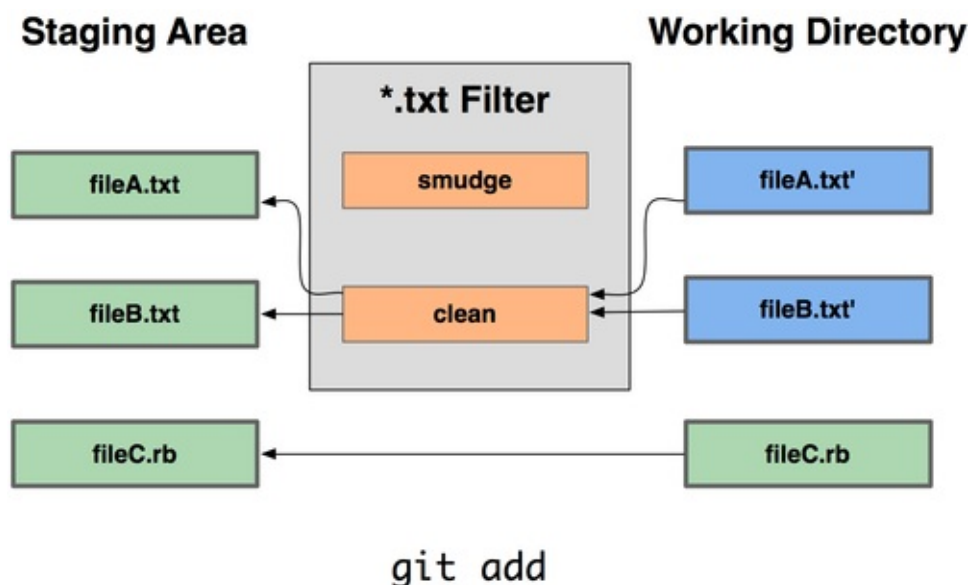 Staging Area
Working Directory
*.txt Filter
fileA.txt
smudge
fileA.txt'
fileB.txt
clean
fileB.txt'
fileC.rb
fileC.rb
git add